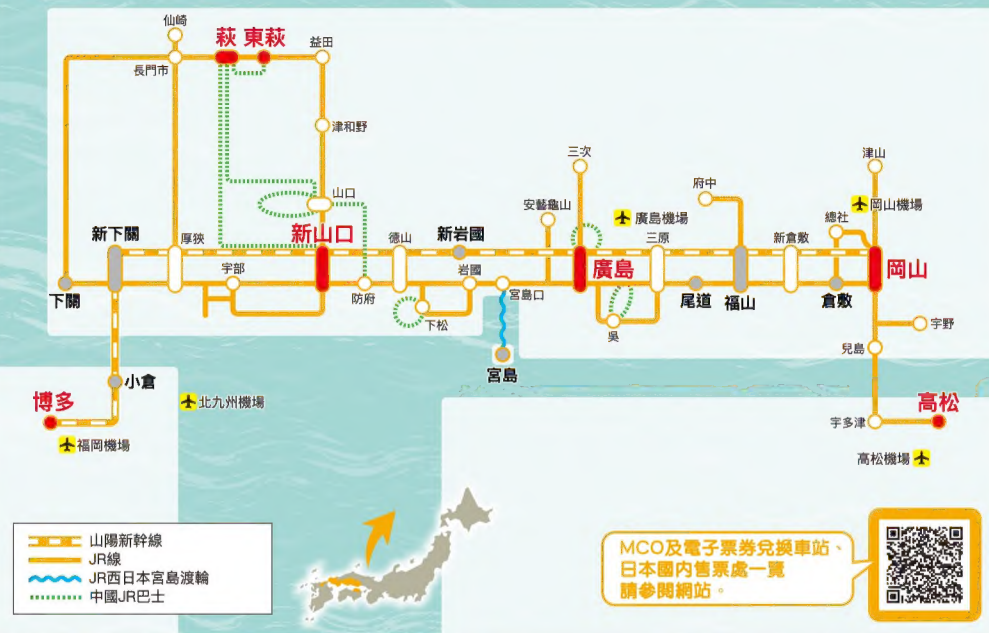 仙崎
萩
東萩
益田
長門市
津和野
三次
津山
山口
府中
安藝龜山
廣島機場
岡山機場
總社
新下關
厚狹
新山口
德山
新岩國
三原
新倉敷
廣島
岡山
宇部
岩國
下關
防府
宮島口
尾道
福山
倉敷
下松
吳
宇野
兒島
宮島
小倉
博多
北九州機場
高松
宇多津
福岡機場
高松機場
山陽新幹線
JR線
JR西日本宮島渡輪
中國JR巴士
MCO及電子票券兌換車站、
日本國內售票處一覽
請參閱網站。